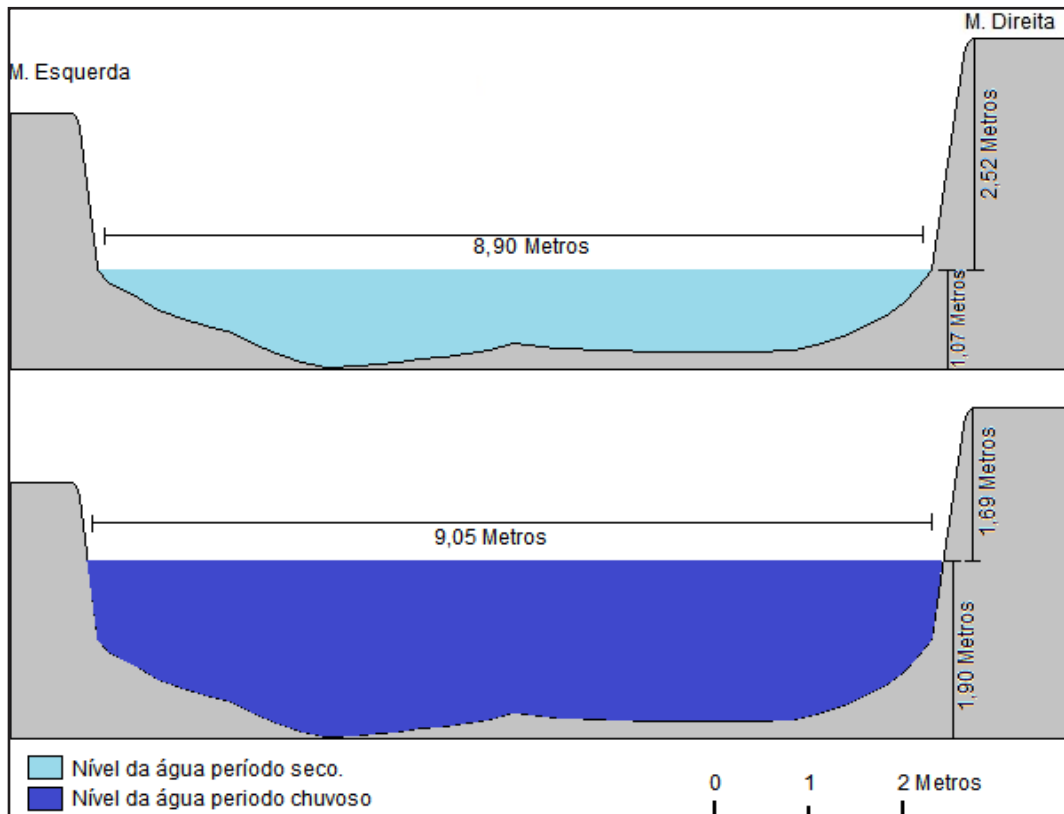 M. Direita
M. Esquerda
2,52 Metros
8,90 Metros
1,07 Metros
1,69 Metros
9,05 Metros
1,90 Metros
Nível da água período seco.
Nível da água periodo chuvoso
0 1 2 Metros